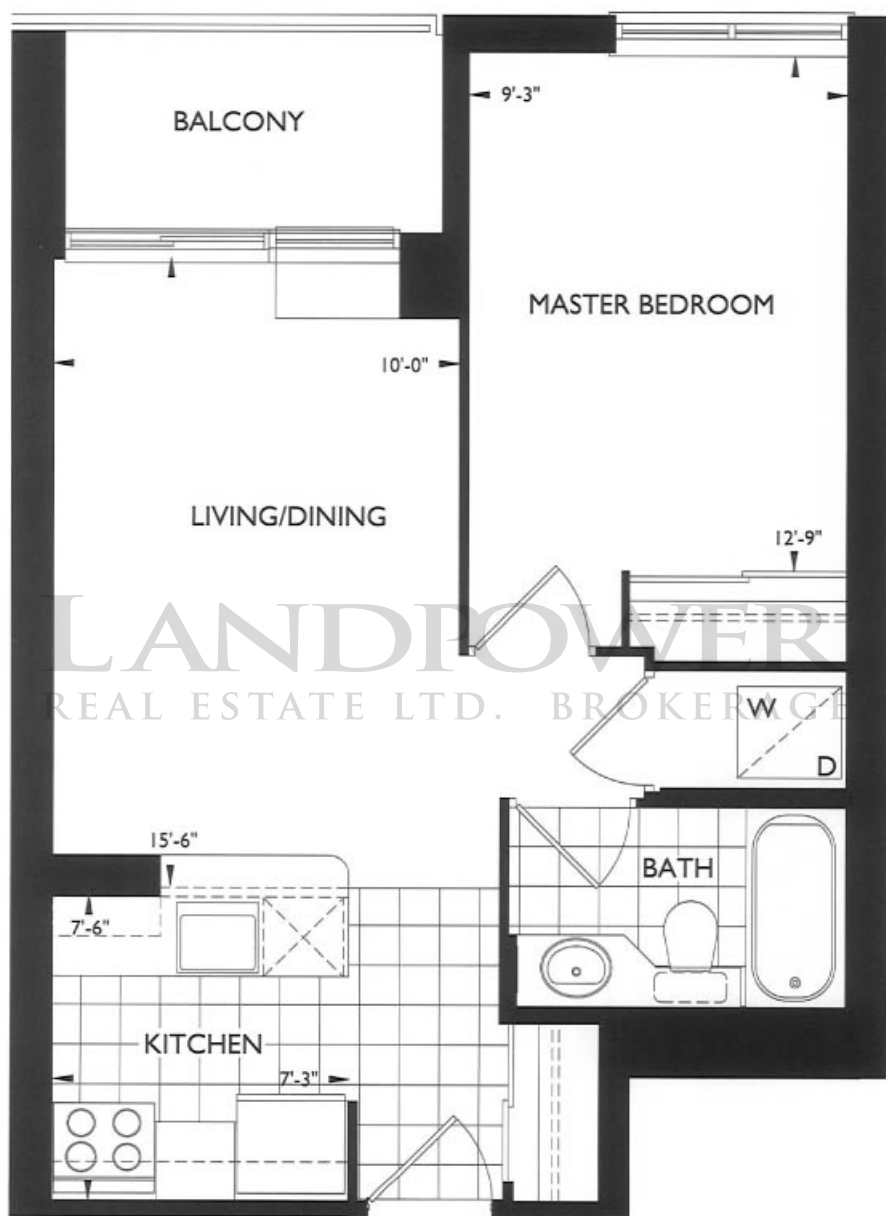 BALCONY
9'-3"
MASTER BEDROOM
10'-0"
LIVING/DINING
12'-9"
LANDPOWER
REAL ESTATE LTD. BROKERAGE
W
D
15'-6"
BATH
7'-6"
KITCHEN
7'-3"